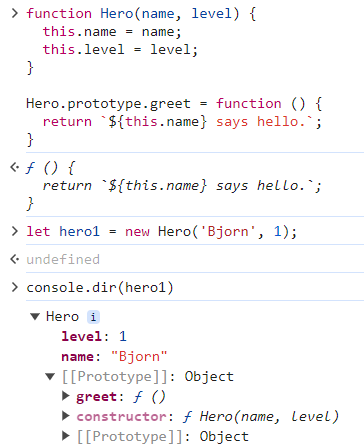 > function Hero(name, level) {
    this.name = name;
    this.level = level;
  }

  Hero.prototype.greet = function () {
    return `${this.name} says hello.`;
  }
<· ƒ () {
    return `${this.name} says hello.`;
  }
> let hero1 = new Hero('Bjorn', 1);
<· undefined
> console.dir(hero1)
  ▼ Hero i
      level: 1
      name: "Bjorn"
    ▼ [[Prototype]]: Object
      ▶ greet: ƒ ()
      ▶ constructor: ƒ Hero(name, level)
      ▶ [[Prototype]]: Object